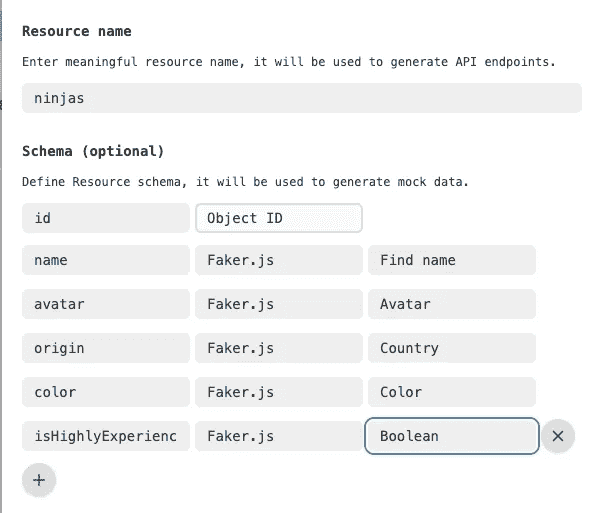 Resource name
Enter meaningful resource name, it will be used to generate API endpoints.
ninjas
Schema (optional)
Define Resource schema, it will be used to generate mock data.
id Object ID
name Faker.js Find name
avatar Faker.js Avatar
origin Faker.js Country
color Faker.js Color
isHighlyExperienc Faker.js Boolean